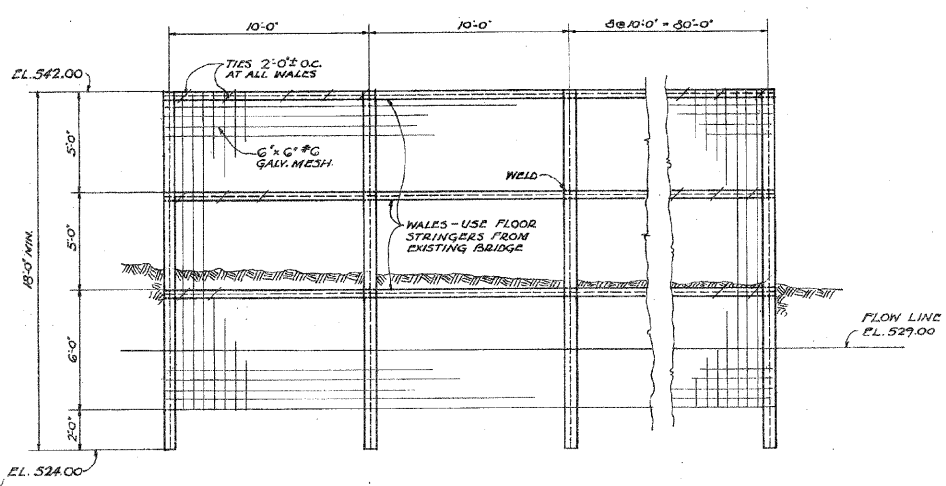 10'-0"
10'-0"
8@10'-0" = 80'-0"
EL.542.00
TIES 2'-0"± O.C.
AT ALL WALES
5'-0"
6" x 6" #6
GALV. MESH.
WELD
WALES - USE FLOOR
STRINGERS FROM
EXISTING BRIDGE
5'-0"
18'-0" MIN.
FLOW LINE
EL. 529.00
6'-0"
2'-0"
EL. 524.00